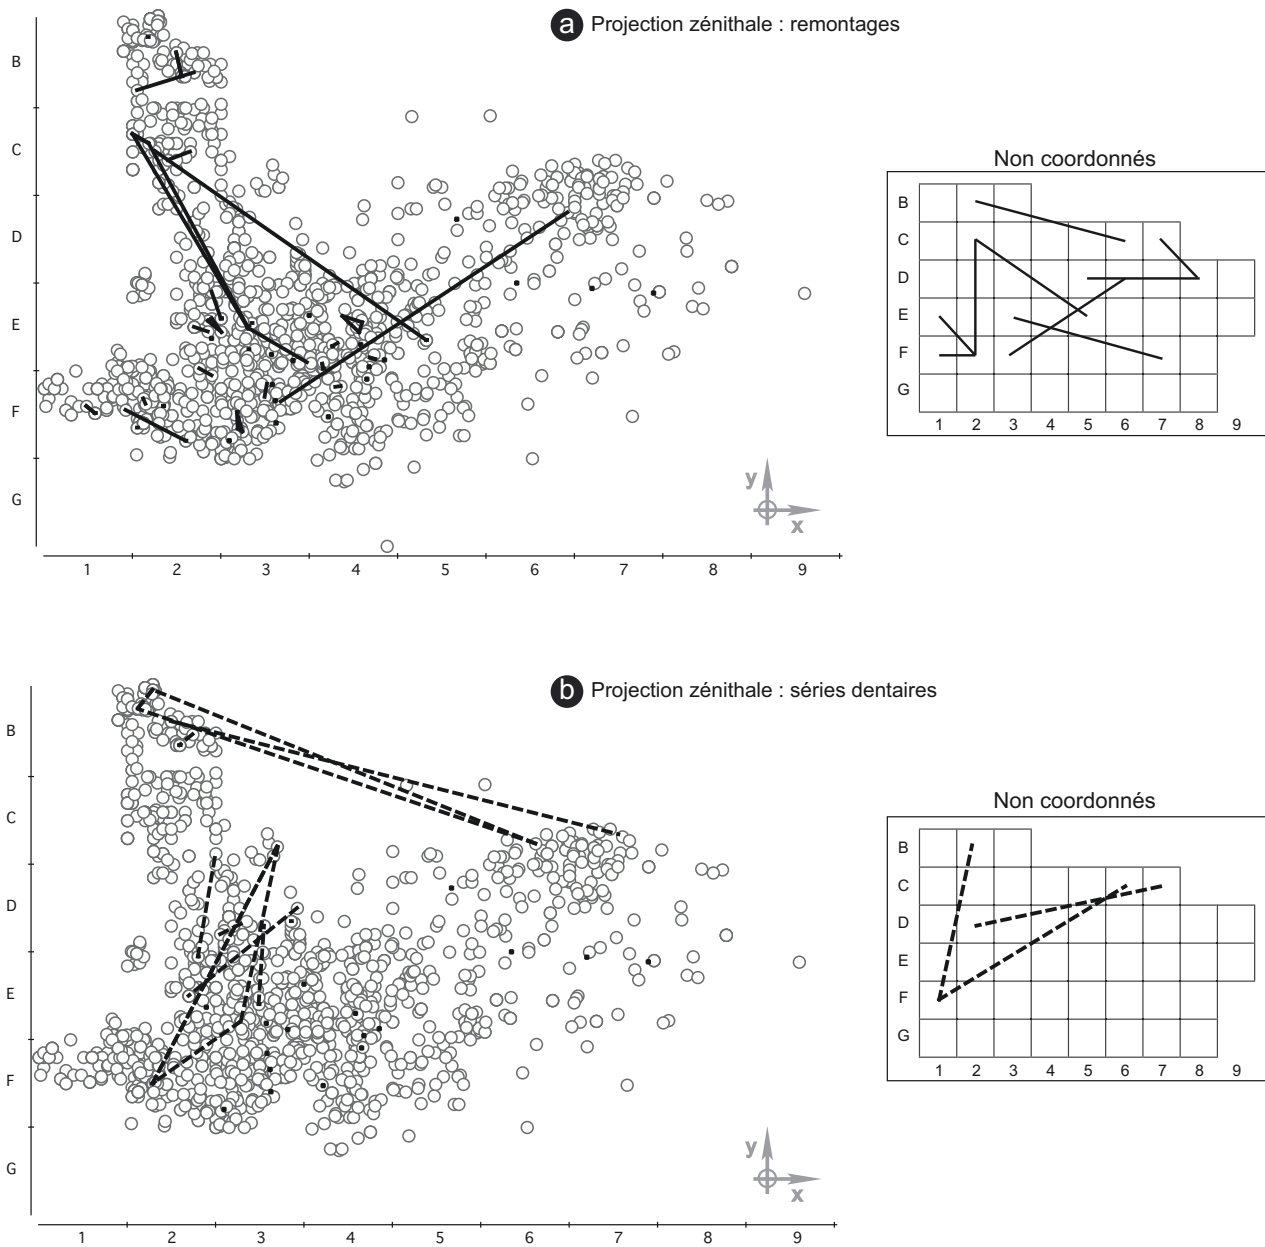 a Projection zénithale : remontages
B
C
D
E
F
G
y
x
1 2 3 4 5 6 7 8 9
Non coordonnés
B
C
D
E
F
G
1 2 3 4 5 6 7 8 9
b Projection zénithale : séries dentaires
B
C
D
E
F
G
y
x
1 2 3 4 5 6 7 8 9
Non coordonnés
B
C
D
E
F
G
1 2 3 4 5 6 7 8 9